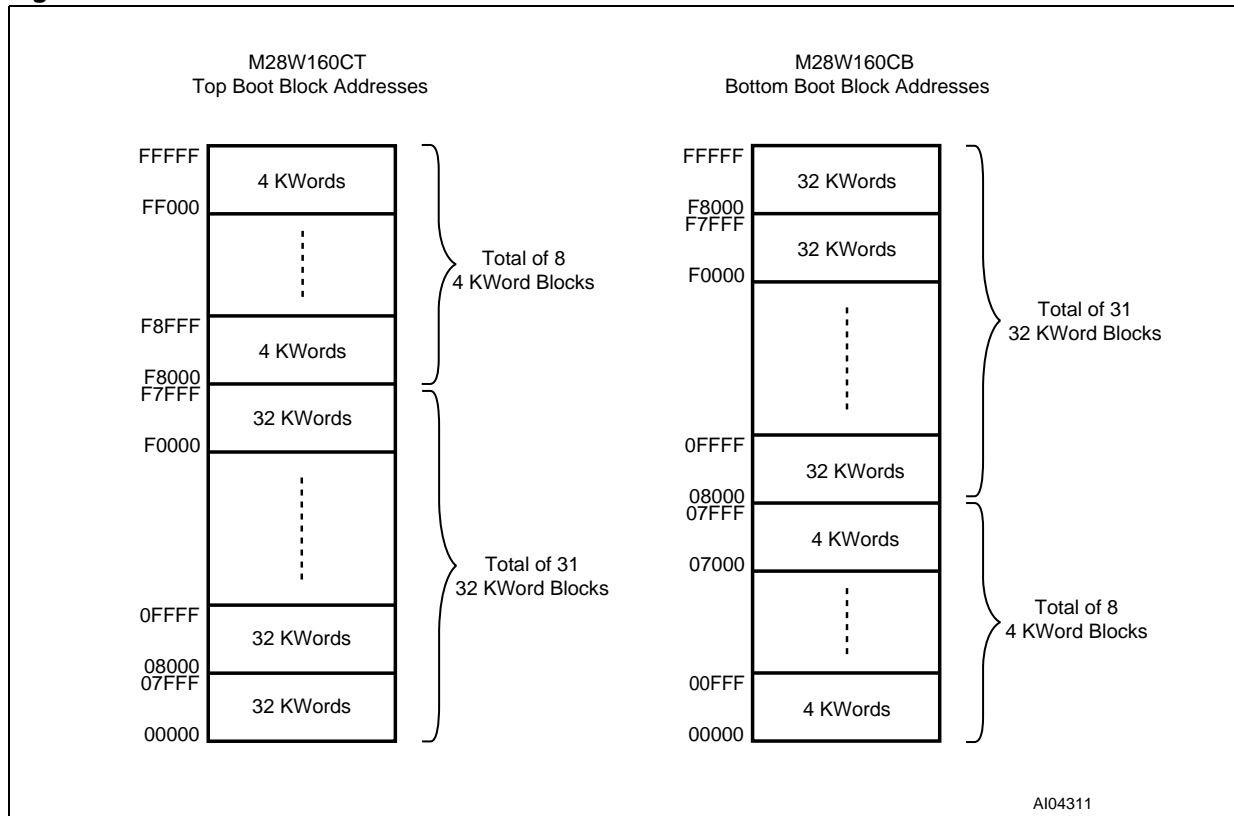 M28W160CT
Top Boot Block Addresses
FFFFF
4 KWords
FF000
Total of 8
4 KWord Blocks
F8FFF
4 KWords
F8000
F7FFF
32 KWords
F0000
Total of 31
32 KWord Blocks
0FFFF
32 KWords
08000
07FFF
32 KWords
00000
M28W160CB
Bottom Boot Block Addresses
FFFFF
32 KWords
F8000
F7FFF
32 KWords
F0000
Total of 31
32 KWord Blocks
0FFFF
32 KWords
08000
07FFF
4 KWords
07000
Total of 8
4 KWord Blocks
00FFF
4 KWords
00000
AI04311